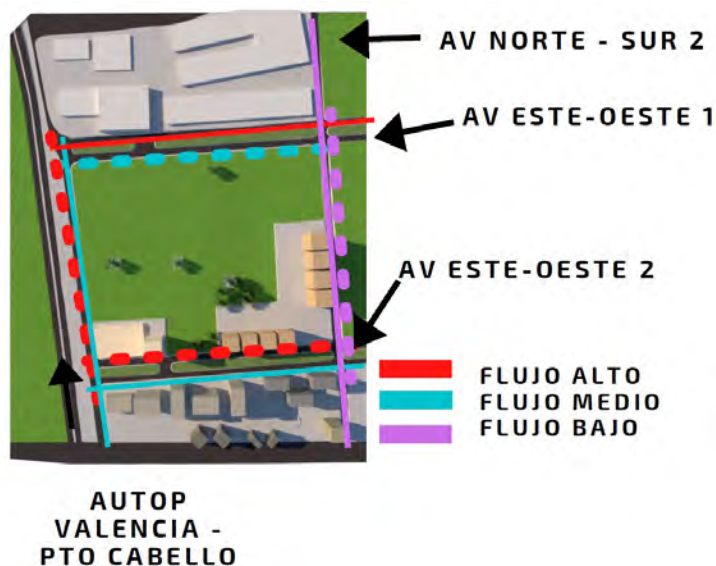 AV NORTE - SUR 2
AV ESTE-OESTE 1
AV ESTE-OESTE 2
FLUJO ALTO
FLUJO MEDIO
FLUJO BAJO
AUTOP
VALENCIA -
PTO CABELLO